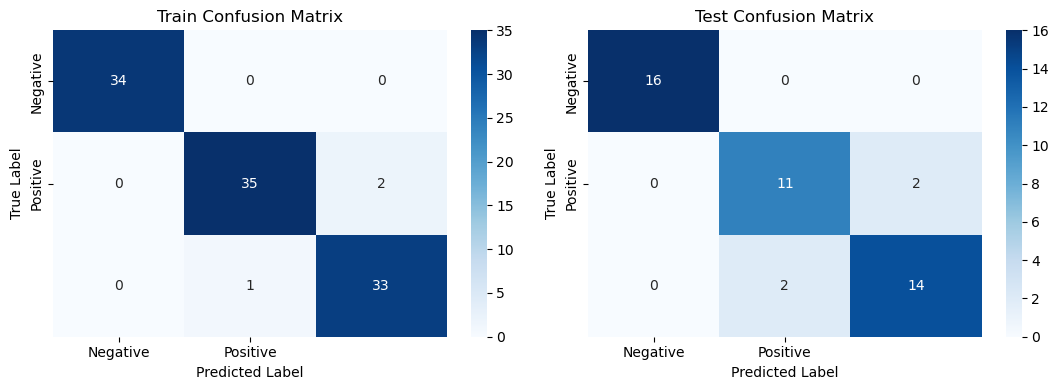 Train Confusion Matrix
Negative
Positive
True Label
34 0 0
0 35 2
0 1 33
Negative Positive
Predicted Label
35
30
25
20
15
10
5
0
Test Confusion Matrix
Negative
Positive
True Label
16 0 0
0 11 2
0 2 14
Negative Positive
Predicted Label
16
14
12
10
8
6
4
2
0